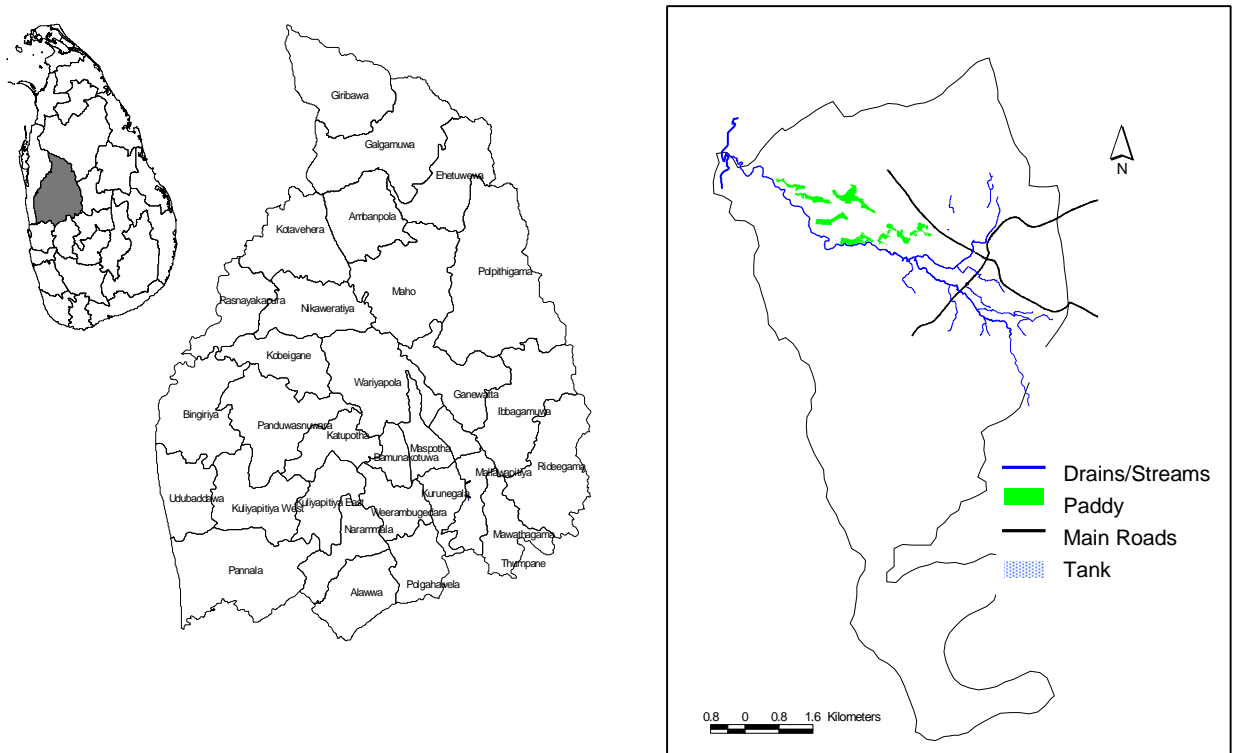 Giribawa
Galgamuwa
Ehetuwewa
Ambanpola
Kotavehera
Polpithigama
Maho
Rasnayakapura
Nikaweratiya
Kobeigane
Wariyapola
Ganewatta
Ibbagamuwa
Bingiriya
Panduwasnuwara
Katupotha
Maspotha
Bamunakotuwa
Mallawapitiya
Rideegama
Udubaddawa
Kuliyapitiya West
Kuliyapitiya East
Kurunegala
Weerambugedara
Narammala
Mawathagama
Thumpane
Pannala
Polgahawela
Alawwa
N
Drains/Streams
Paddy
Main Roads
Tank
0.8 0 0.8 1.6 Kilometers